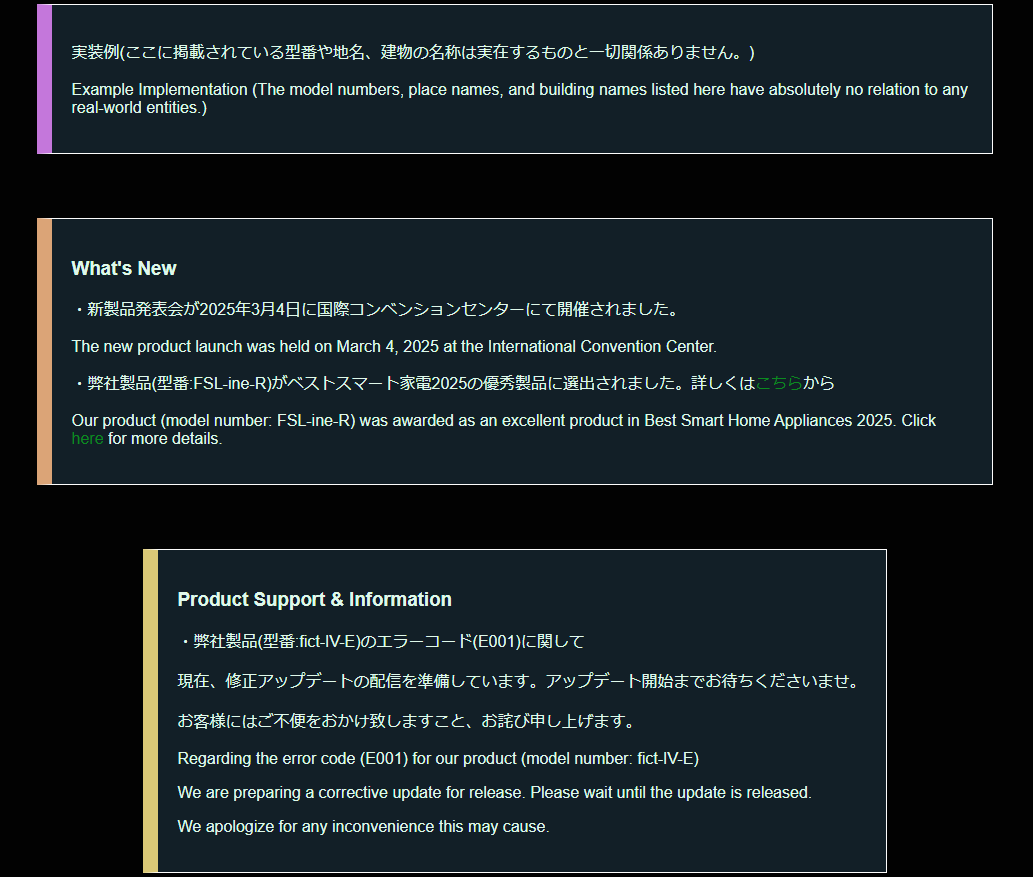 実装例(ここに掲載されている型番や地名、建物の名称は実在するものと一切関係ありません。)
Example Implementation (The model numbers, place names, and building names listed here have absolutely no relation to any
real-world entities.)
What's New
・新製品発表会が2025年3月4日に国際コンベンションセンターにて開催されました。
The new product launch was held on March 4, 2025 at the International Convention Center.
・弊社製品(型番:FSL-ine-R)がベストスマート家電2025の優秀製品に選出されました。詳しくはこちらから
Our product (model number: FSL-ine-R) was awarded as an excellent product in Best Smart Home Appliances 2025. Click
here for more details.
Product Support & Information
・弊社製品(型番:fict-IV-E)のエラーコード(E001)に関して
現在、修正アップデートの配信を準備しています。アップデート開始までお待ちくださいませ。
お客様にはご不便をおかけ致しますこと、お詫び申し上げます。
Regarding the error code (E001) for our product (model number: fict-IV-E)
We are preparing a corrective update for release. Please wait until the update is released.
We apologize for any inconvenience this may cause.